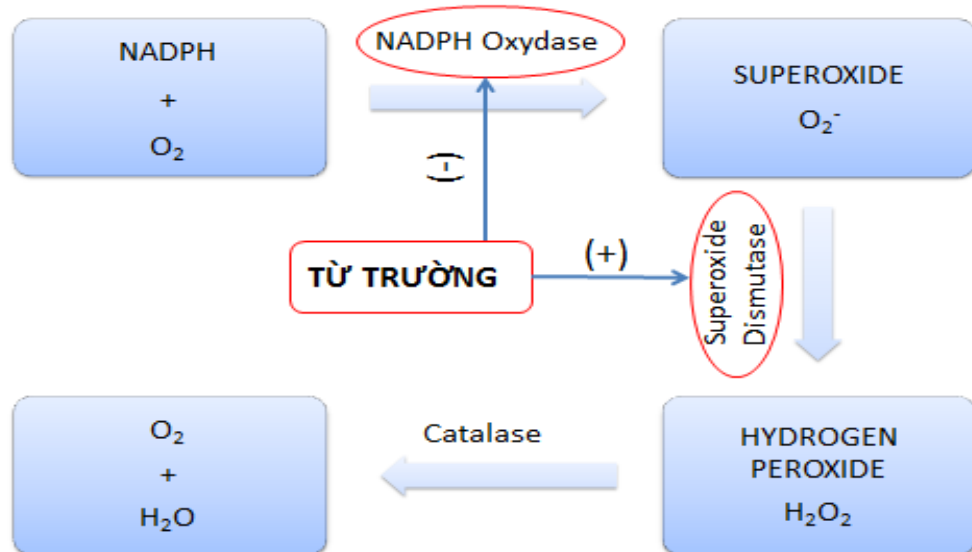 NADPH
+
O₂
NADPH Oxydase
SUPEROXIDE
O₂⁻
(-)
TỪ TRƯỜNG
(+)
Superoxide
Dismutase
O₂
+
H₂O
Catalase
HYDROGEN
PEROXIDE
H₂O₂